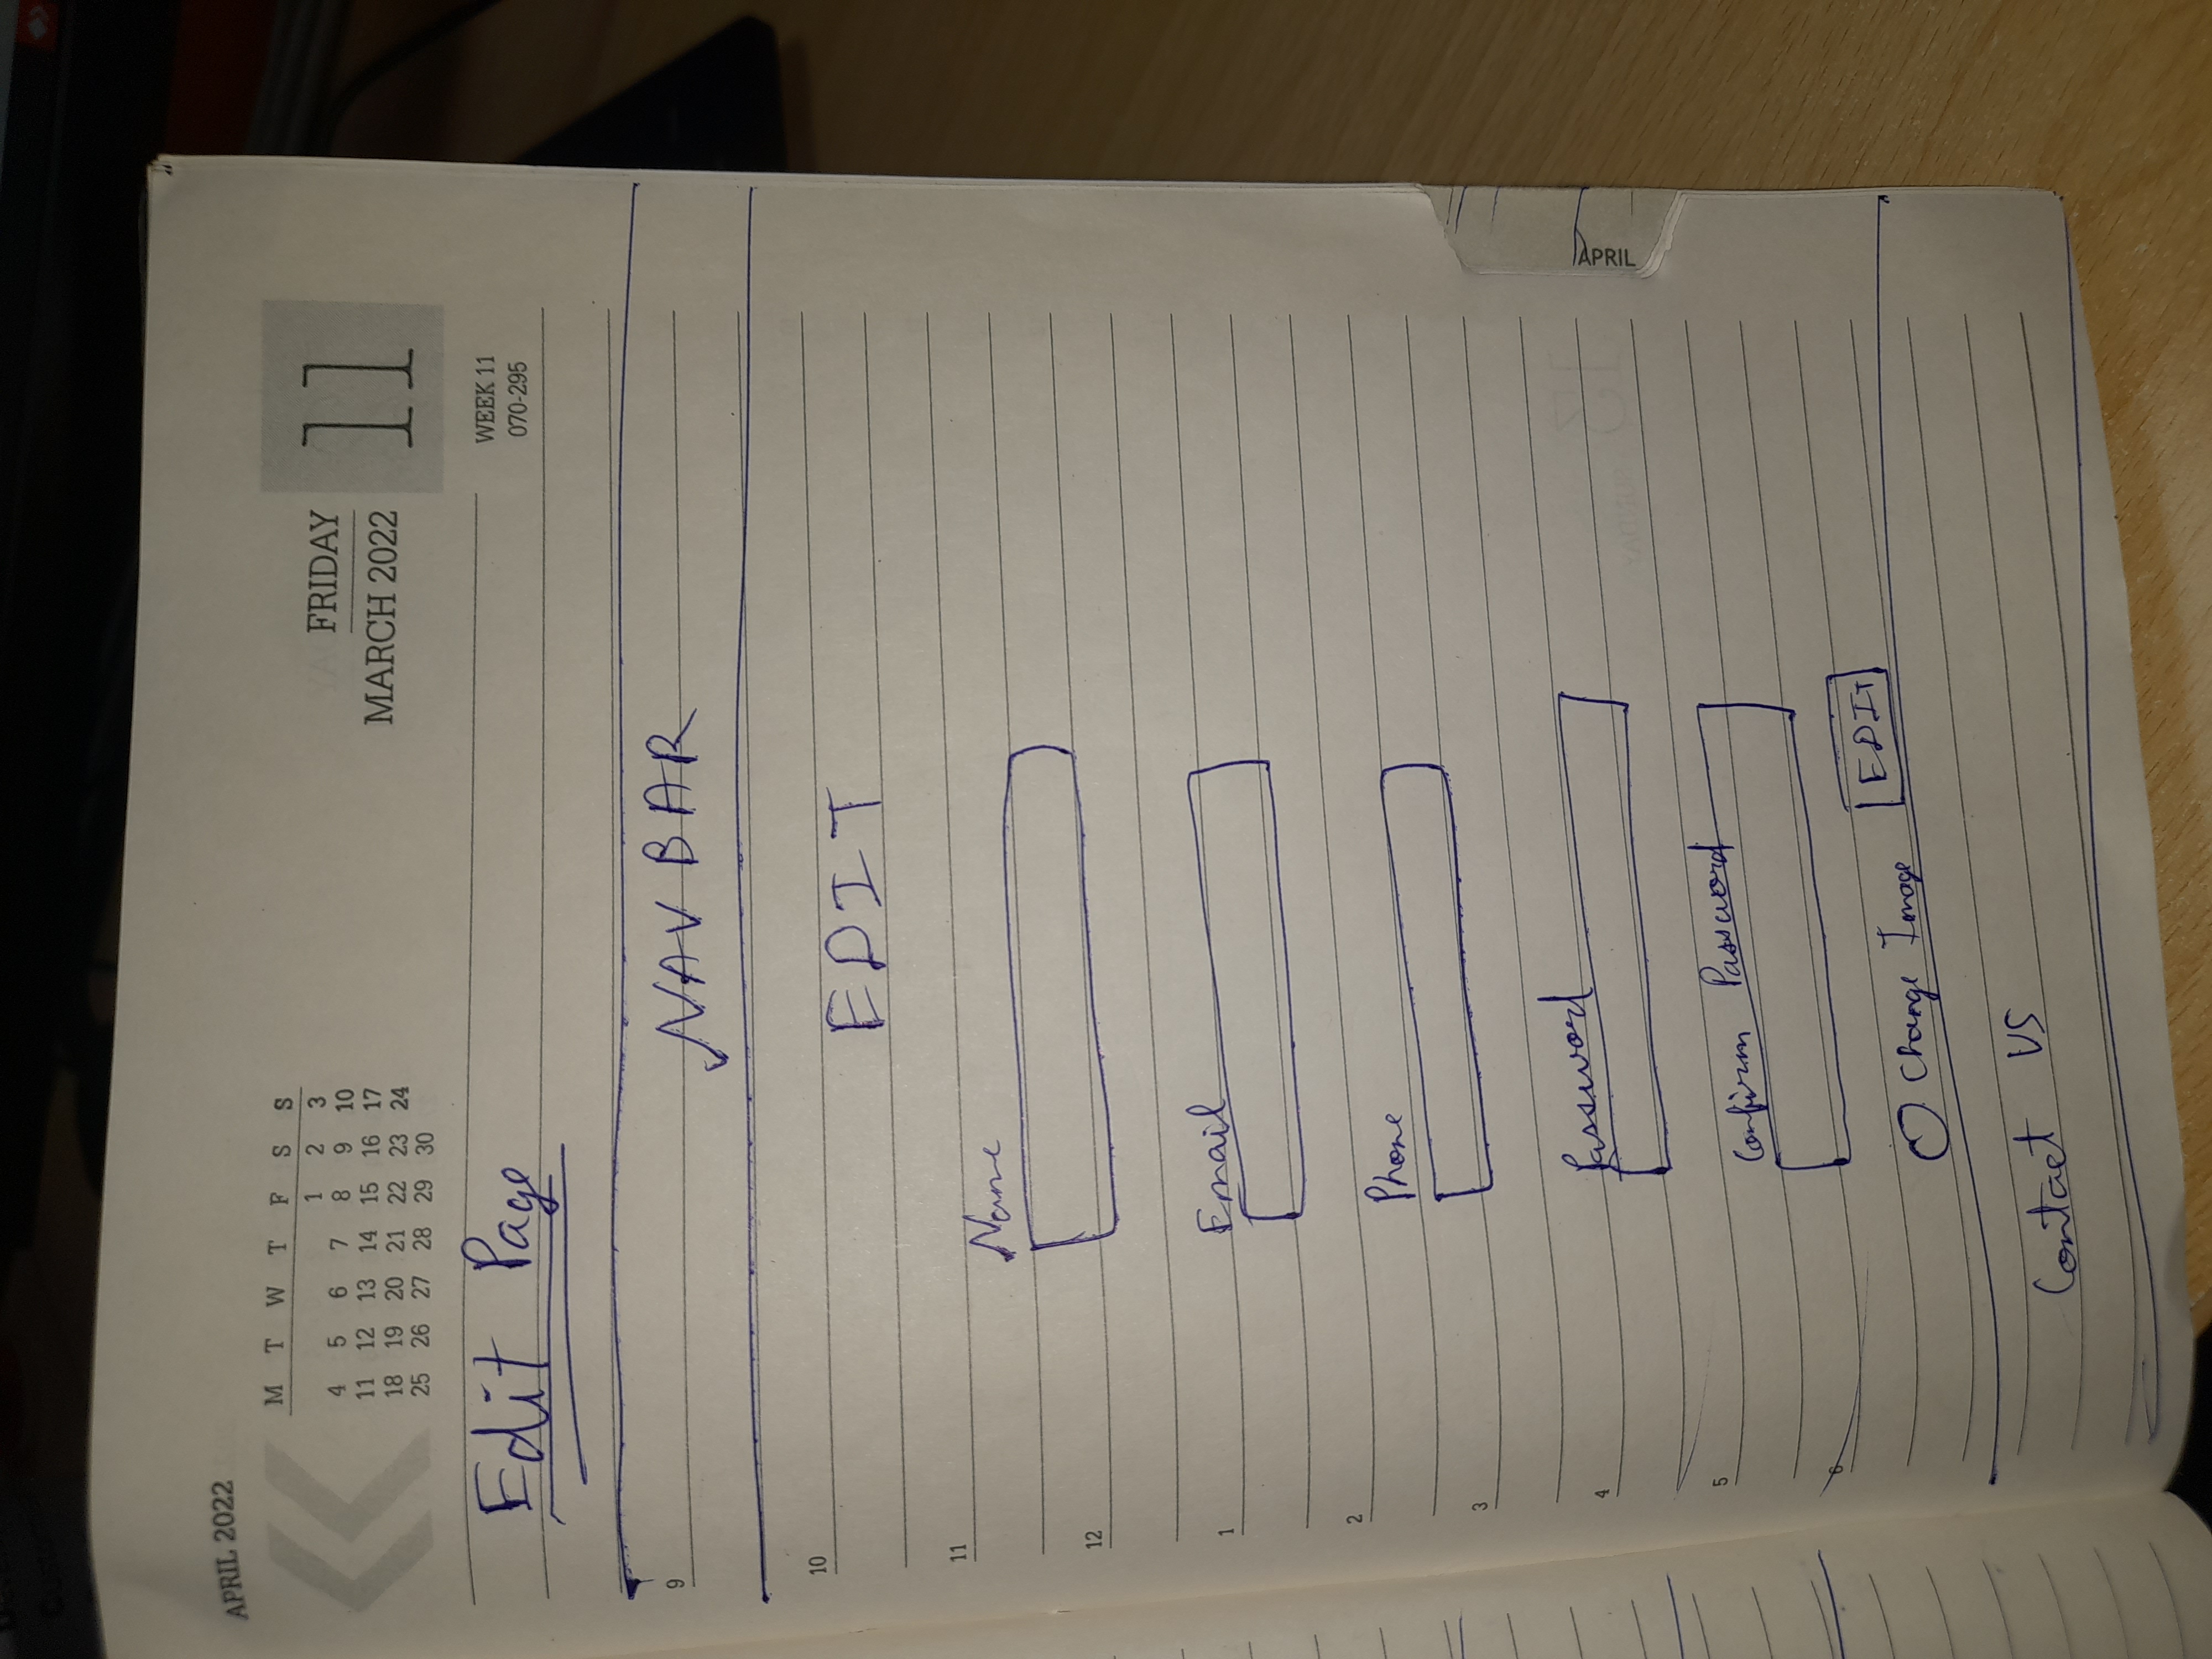 APRIL 2022
M T W T F S S
1 2 3
4 5 6 7 8 9 10
11 12 13 14 15 16 17
18 19 20 21 22 23 24
25 26 27 28 29 30
FRIDAY
MARCH 2022
11
WEEK 11
070-295
Edit Page
9
NAV BAR
10
EDIT
11
Name
12
1
Email
2
Phone
3
Password
4
APRIL
5
Confirm Password
6
Change Image
EDIT
Contact US